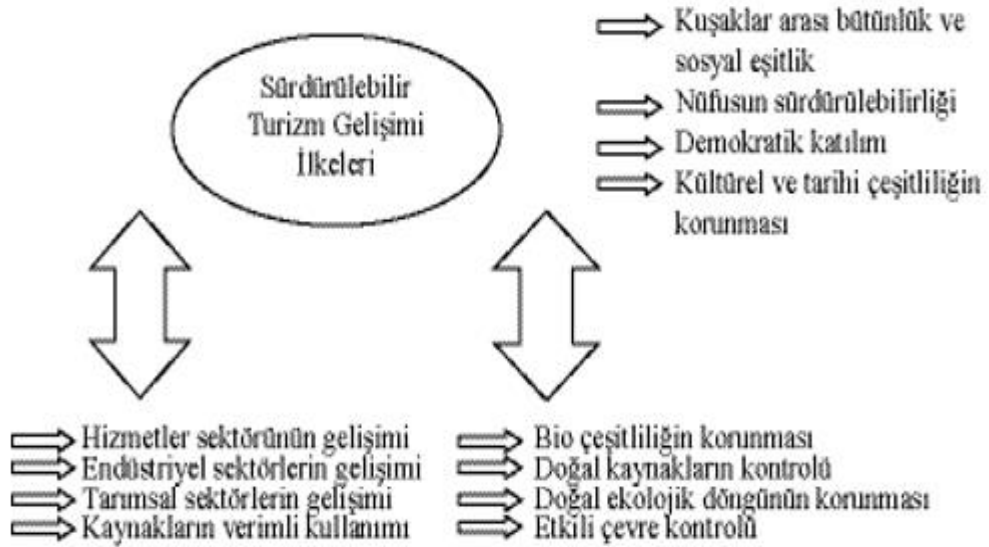 Sürdürülebilir
Turizm Gelişimi
İlkeleri
Kuşaklar arası bütünlük ve
sosyal eşitlik
Nüfusun sürdürülebilirliği
Demokratik katılım
Kültürel ve tarihi çeşitliliğin
korunması
Hizmetler sektörünün gelişimi
Endüstriyel sektörlerin gelişimi
Tarımsal sektörlerin gelişimi
Kaynakların verimli kullanımı
Bio çeşitliliğin korunması
Doğal kaynakların kontrolü
Doğal ekolojik döngünün korunması
Etkili çevre kontrolü